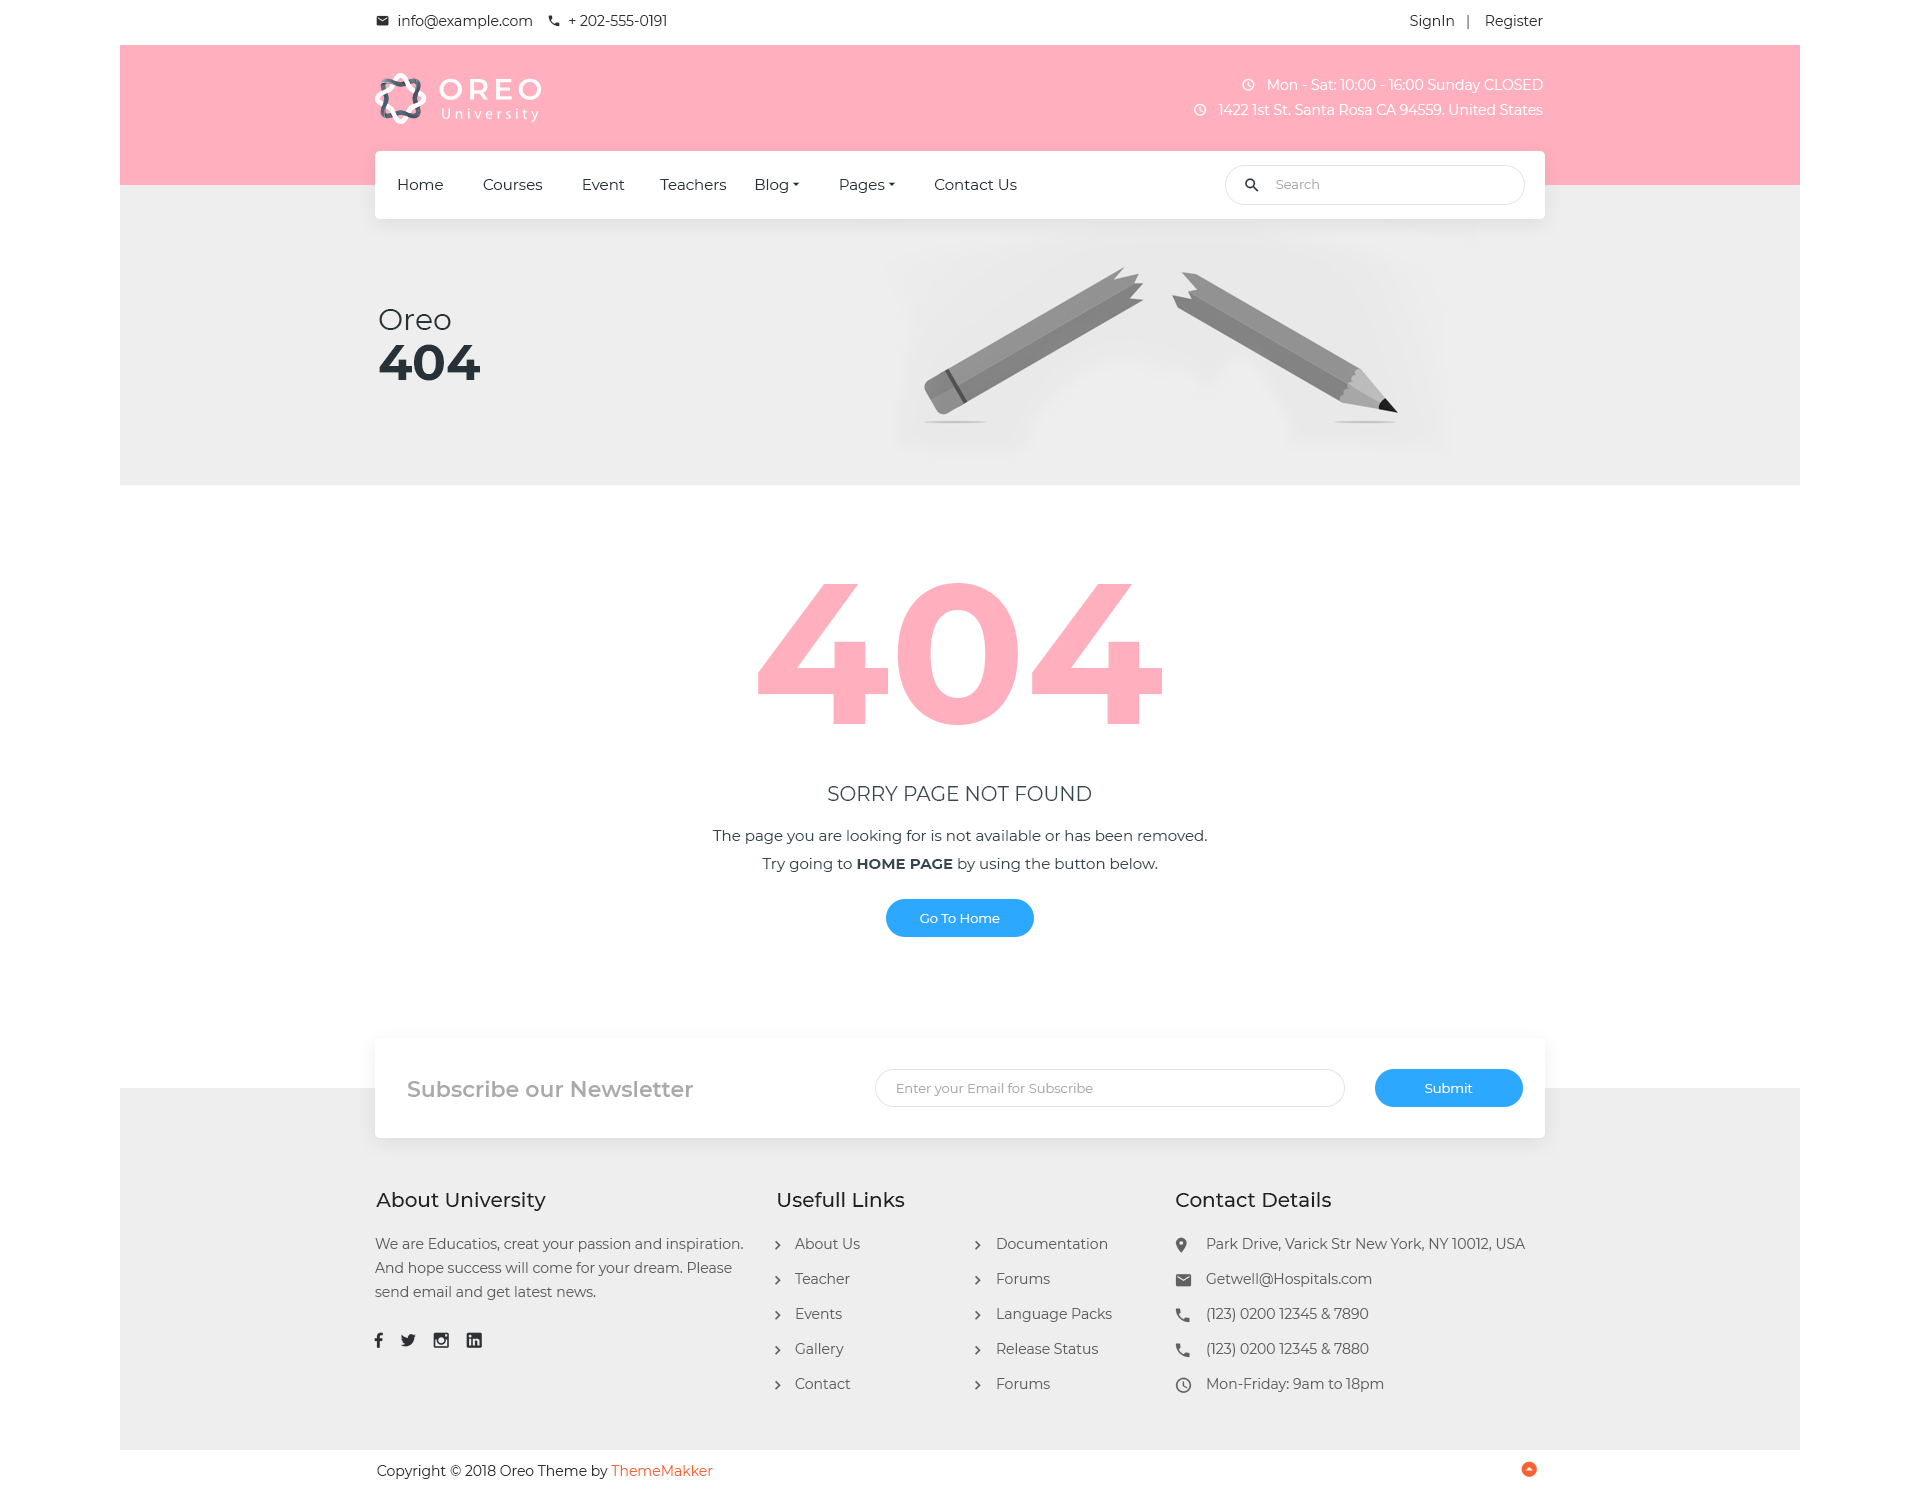 info@example.com + 202-555-0191 SignIn | Register
OREO
University
Mon - Sat: 10:00 - 16:00 Sunday CLOSED
1422 1st St. Santa Rosa CA 94559. United States
Home Courses Event Teachers Blog Pages Contact Us Search
Oreo
404
404
SORRY PAGE NOT FOUND
The page you are looking for is not available or has been removed.
Try going to HOME PAGE by using the button below.
Go To Home
Subscribe our Newsletter Enter your Email for Subscribe Submit
About University
We are Educatios, creat your passion and inspiration.
And hope success will come for your dream. Please
send email and get latest news.
Usefull Links
About Us
Teacher
Events
Gallery
Contact
Documentation
Forums
Language Packs
Release Status
Forums
Contact Details
Park Drive, Varick Str New York, NY 10012, USA
Getwell@Hospitals.com
(123) 0200 12345 & 7890
(123) 0200 12345 & 7880
Mon-Friday: 9am to 18pm
Copyright © 2018 Oreo Theme by ThemeMakker